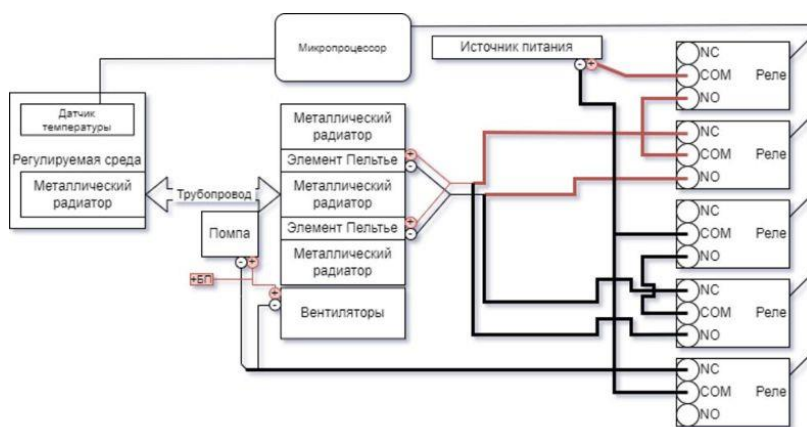 Микропроцессор
Источник питания
- +
NC
COM
Реле
NO
Датчик
температуры
Регулируемая среда
Металлический
радиатор
Трубопровод
Помпа
- +
+БП
Металлический
радиатор
Элемент Пельтье
+
-
Металлический
радиатор
Элемент Пельтье
+
-
Металлический
радиатор
+
-
Вентиляторы
NC
COM
Реле
NO
NC
COM
Реле
NO
NC
COM
Реле
NO
NC
COM
Реле
NO